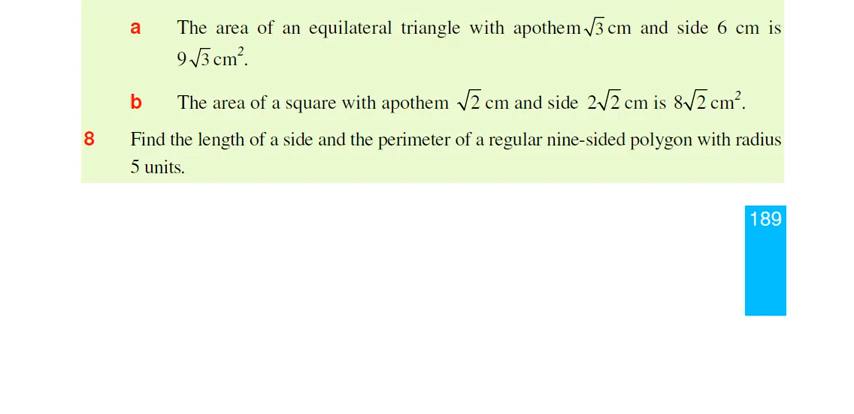 a The area of an equilateral triangle with apothem √3 cm and side 6 cm is
9√3 cm².
b The area of a square with apothem √2 cm and side 2√2 cm is 8√2 cm².
8 Find the length of a side and the perimeter of a regular nine-sided polygon with radius
5 units.
189